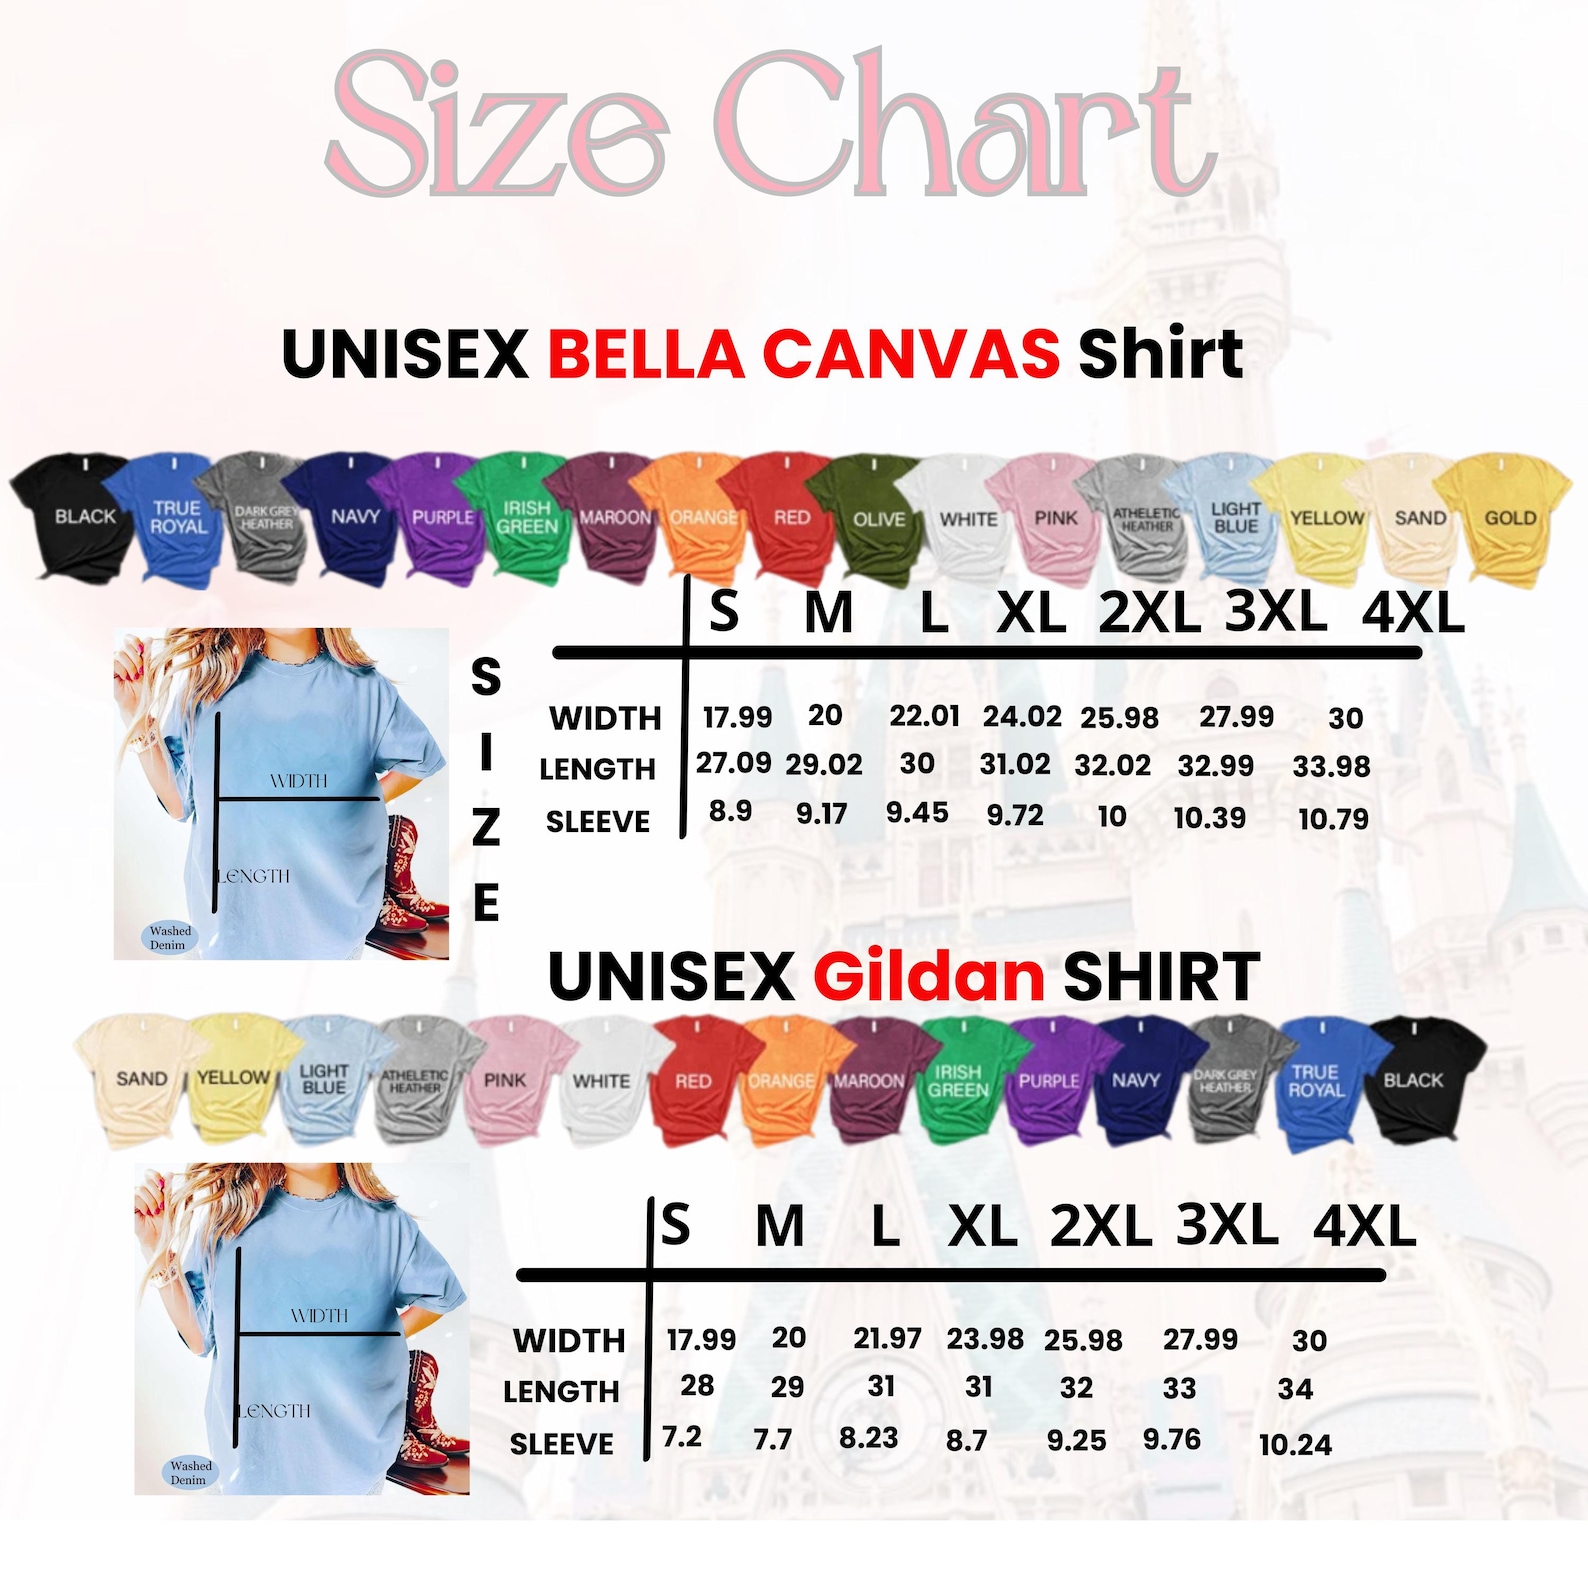 Size Chart
UNISEX BELLA CANVAS Shirt
BLACK
TRUE
ROYAL
DARK GREY
HEATHER
NAVY
PURPLE
IRISH
GREEN
MAROON
ORANGE
RED
OLIVE
WHITE
PINK
ATHELETIC
HEATHER
LIGHT
BLUE
YELLOW
SAND
GOLD
S M L XL 2XL 3XL 4XL
WIDTH 17.99 20 22.01 24.02 25.98 27.99 30
LENGTH 27.09 29.02 30 31.02 32.02 32.99 33.98
SLEEVE 8.9 9.17 9.45 9.72 10 10.39 10.79
S
I
Z
E
WIDTH
LENGTH
Washed
Denim
UNISEX Gildan SHIRT
SAND
YELLOW
LIGHT
BLUE
ATHELETIC
HEATHER
PINK
WHITE
RED
ORANGE
MAROON
IRISH
GREEN
PURPLE
NAVY
DARK GREY
HEATHER
TRUE
ROYAL
BLACK
S M L XL 2XL 3XL 4XL
WIDTH 17.99 20 21.97 23.98 25.98 27.99 30
LENGTH 28 29 31 31 32 33 34
SLEEVE 7.2 7.7 8.23 8.7 9.25 9.76 10.24
WIDTH
LENGTH
Washed
Denim